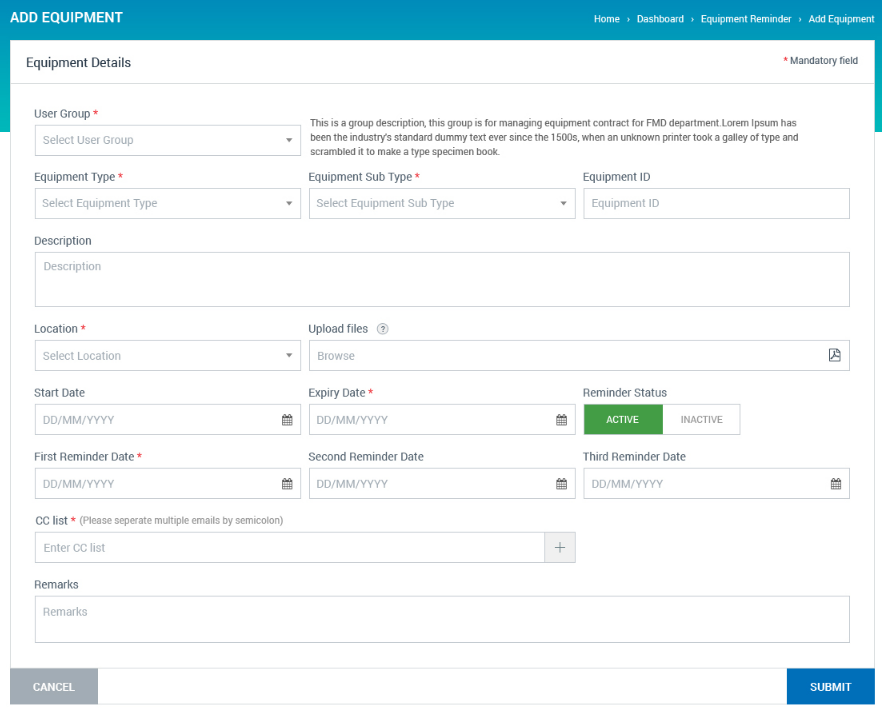 ADD EQUIPMENT
Home › Dashboard › Equipment Reminder › Add Equipment
Equipment Details
* Mandatory field
User Group *
Select User Group
This is a group description, this group is for managing equipment contract for FMD department.Lorem Ipsum has
been the industry's standard dummy text ever since the 1500s, when an unknown printer took a galley of type and
scrambled it to make a type specimen book.
Equipment Type * Equipment Sub Type * Equipment ID
Select Equipment Type Select Equipment Sub Type Equipment ID
Description
Description
Location * Upload files ?
Select Location Browse
Start Date Expiry Date * Reminder Status
DD/MM/YYYY DD/MM/YYYY ACTIVE INACTIVE
First Reminder Date * Second Reminder Date Third Reminder Date
DD/MM/YYYY DD/MM/YYYY DD/MM/YYYY
CC list * (Please seperate multiple emails by semicolon)
Enter CC list +
Remarks
Remarks
CANCEL SUBMIT